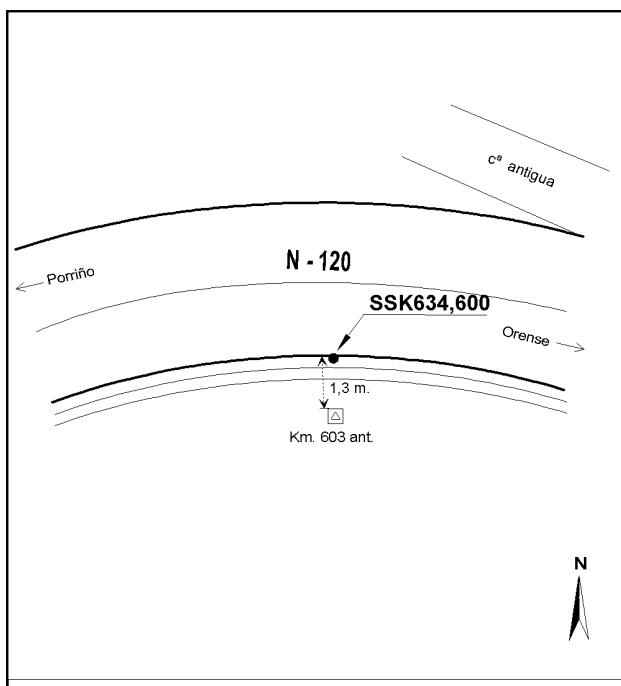 cª antigua
N - 120
Porriño
SSK634,600
Orense
1,3 m.
Km. 603 ant.
N